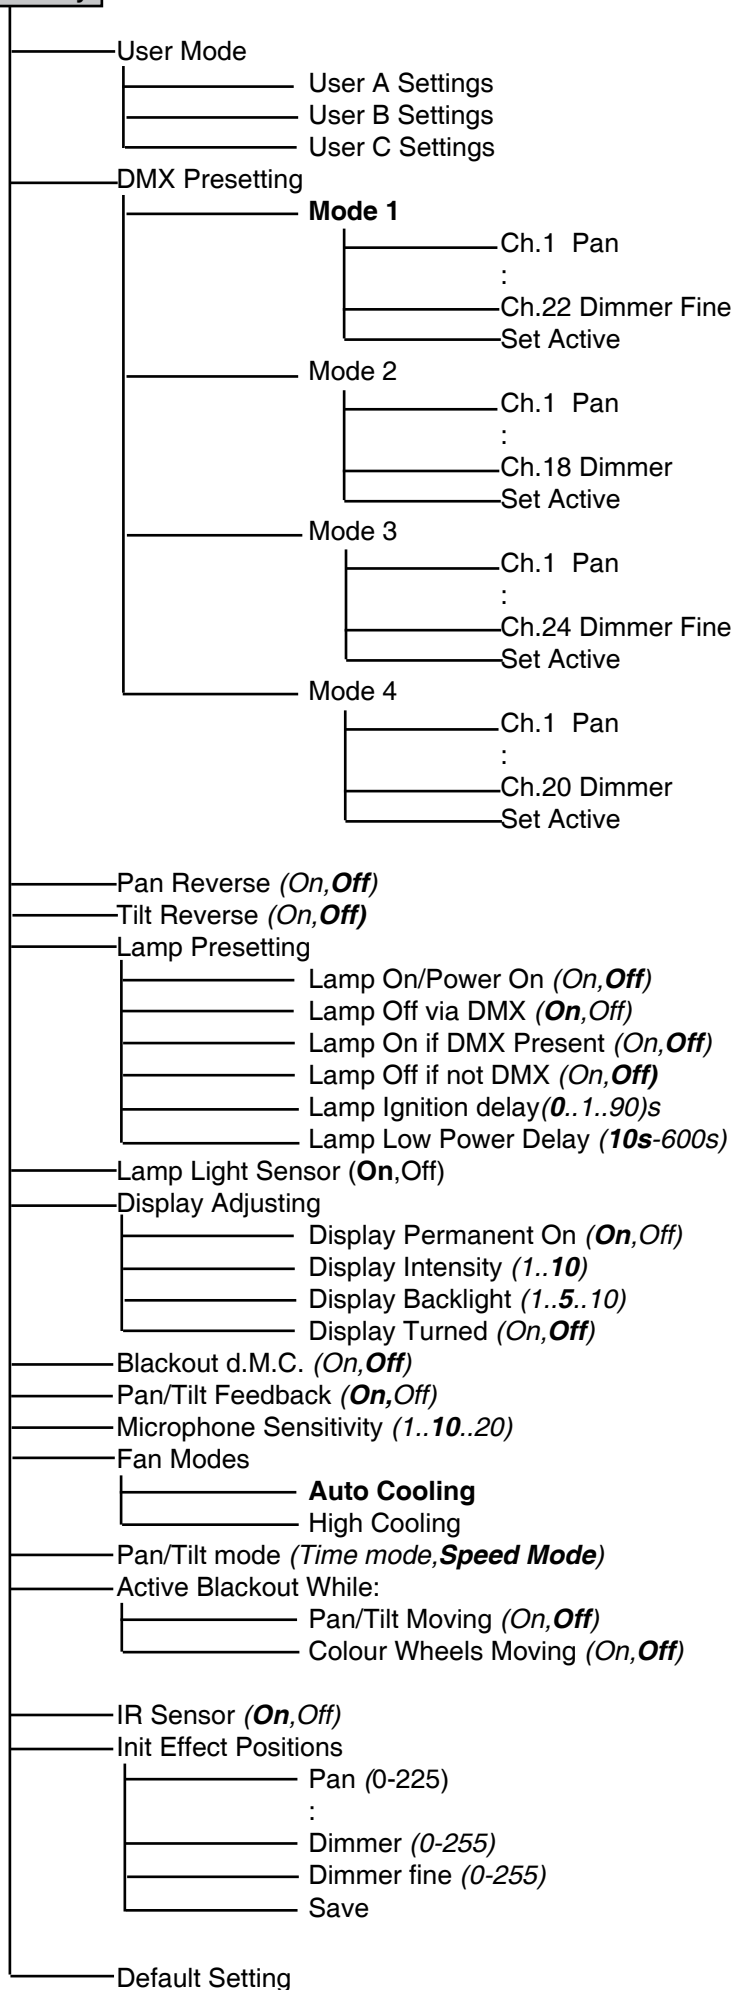 User Mode
User A Settings
User B Settings
User C Settings
DMX Presetting
Mode 1
Ch.1 Pan
:
Ch.22 Dimmer Fine
Set Active
Mode 2
Ch.1 Pan
:
Ch.18 Dimmer
Set Active
Mode 3
Ch.1 Pan
:
Ch.24 Dimmer Fine
Set Active
Mode 4
Ch.1 Pan
:
Ch.20 Dimmer
Set Active
Pan Reverse (On,Off)
Tilt Reverse (On,Off)
Lamp Presetting
Lamp On/Power On (On,Off)
Lamp Off via DMX (On,Off)
Lamp On if DMX Present (On,Off)
Lamp Off if not DMX (On,Off)
Lamp Ignition delay(0..1..90)s
Lamp Low Power Delay (10s-600s)
Lamp Light Sensor (On,Off)
Display Adjusting
Display Permanent On (On,Off)
Display Intensity (1..10)
Display Backlight (1..5..10)
Display Turned (On,Off)
Blackout d.M.C. (On,Off)
Pan/Tilt Feedback (On,Off)
Microphone Sensitivity (1..10..20)
Fan Modes
Auto Cooling
High Cooling
Pan/Tilt mode (Time mode,Speed Mode)
Active Blackout While:
Pan/Tilt Moving (On,Off)
Colour Wheels Moving (On,Off)
IR Sensor (On,Off)
Init Effect Positions
Pan (0-225)
:
Dimmer (0-255)
Dimmer fine (0-255)
Save
Default Setting